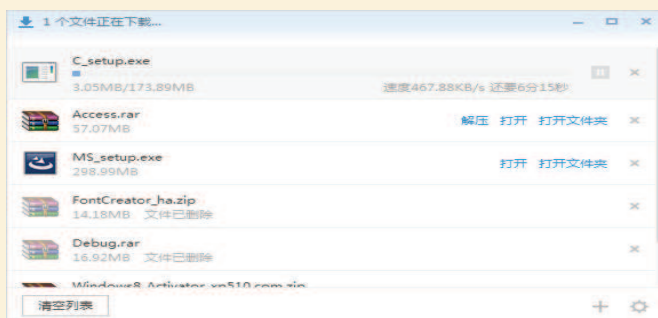 1 个文件正在下载...
C_setup.exe
3.05MB/173.89MB 速度467.88KB/s 还要6分15秒
Access.rar
57.07MB 解压 打开 打开文件夹
MS_setup.exe
298.99MB 打开 打开文件夹
FontCreator_ha.zip
14.18MB 文件已删除
Debug.rar
16.92MB 文件已删除
Windows8_Activator_xp510.com.zip
清空列表